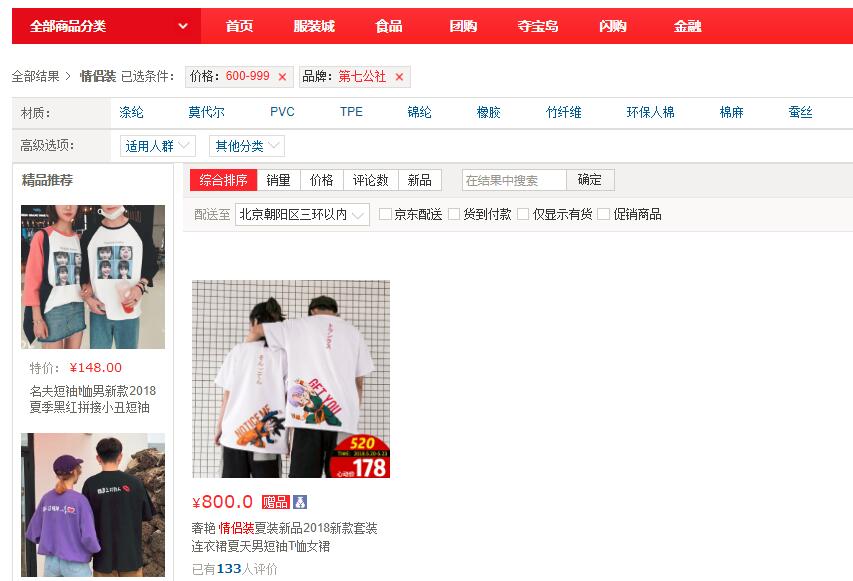 全部商品分类 首页 服装城 食品 团购 夺宝岛 闪购 金融
全部结果 > 情侣装 已选条件: 价格:600-999 × 品牌:第七公社 ×
材质: 涤纶 莫代尔 PVC TPE 锦纶 橡胶 竹纤维 环保人棉 棉麻 蚕丝
高级选项: 适用人群 其他分类
精品推荐
综合排序 销量 价格 评论数 新品 在结果中搜索 确定
配送至 北京朝阳区三环以内 京东配送 货到付款 仅显示有货 促销商品
特价: ¥148.00
名夫短袖t恤男新款2018
夏季黑红拼接小丑短袖
NOTICE ME
GET YOU
520
心动价 178
¥800.0 赠品
奢艳 情侣装夏装新品2018新款套装
连衣裙夏天男短袖T恤女裙
已有133人评价